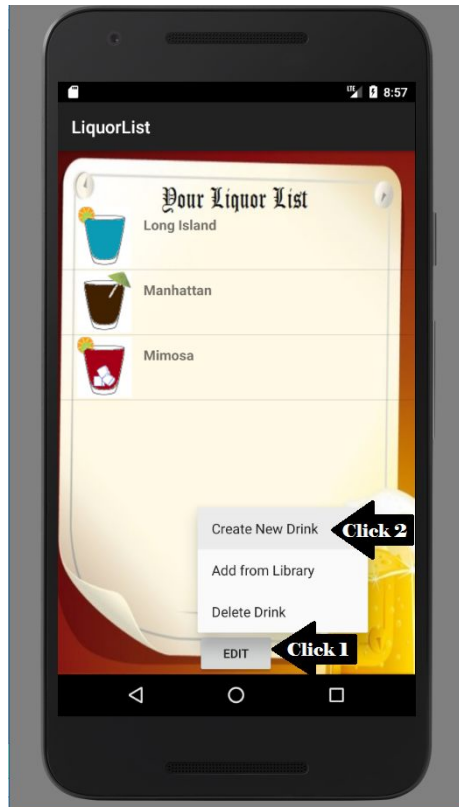 LTE 8:57
LiquorList
Your Liquor List
Long Island
Manhattan
Mimosa
Create New Drink Click 2
Add from Library
Delete Drink
EDIT Click 1